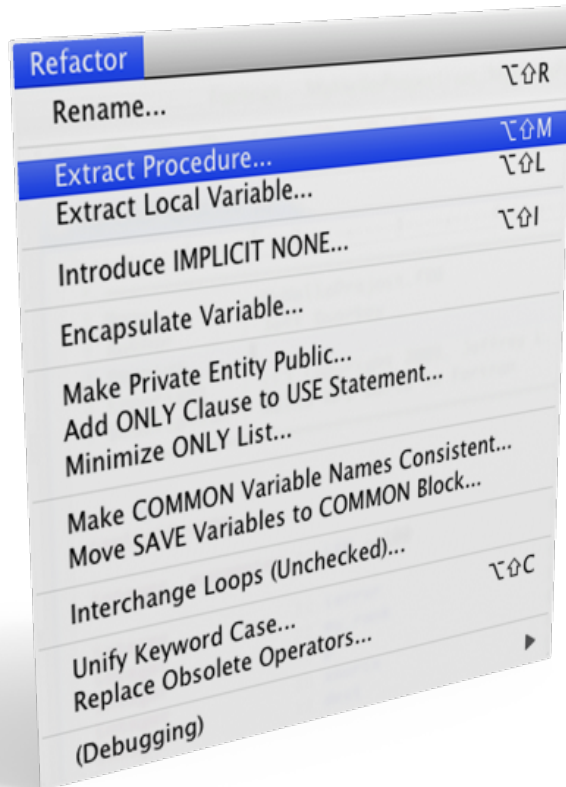 Refactor
Rename... ⌥⇧R
Extract Procedure... ⌥⇧M
Extract Local Variable... ⌥⇧L
Introduce IMPLICIT NONE... ⌥⇧I
Encapsulate Variable...
Make Private Entity Public...
Add ONLY Clause to USE Statement...
Minimize ONLY List...
Make COMMON Variable Names Consistent...
Move SAVE Variables to COMMON Block...
Interchange Loops (Unchecked)...
Unify Keyword Case... ⌥⇧C
Replace Obsolete Operators...
(Debugging) ▶